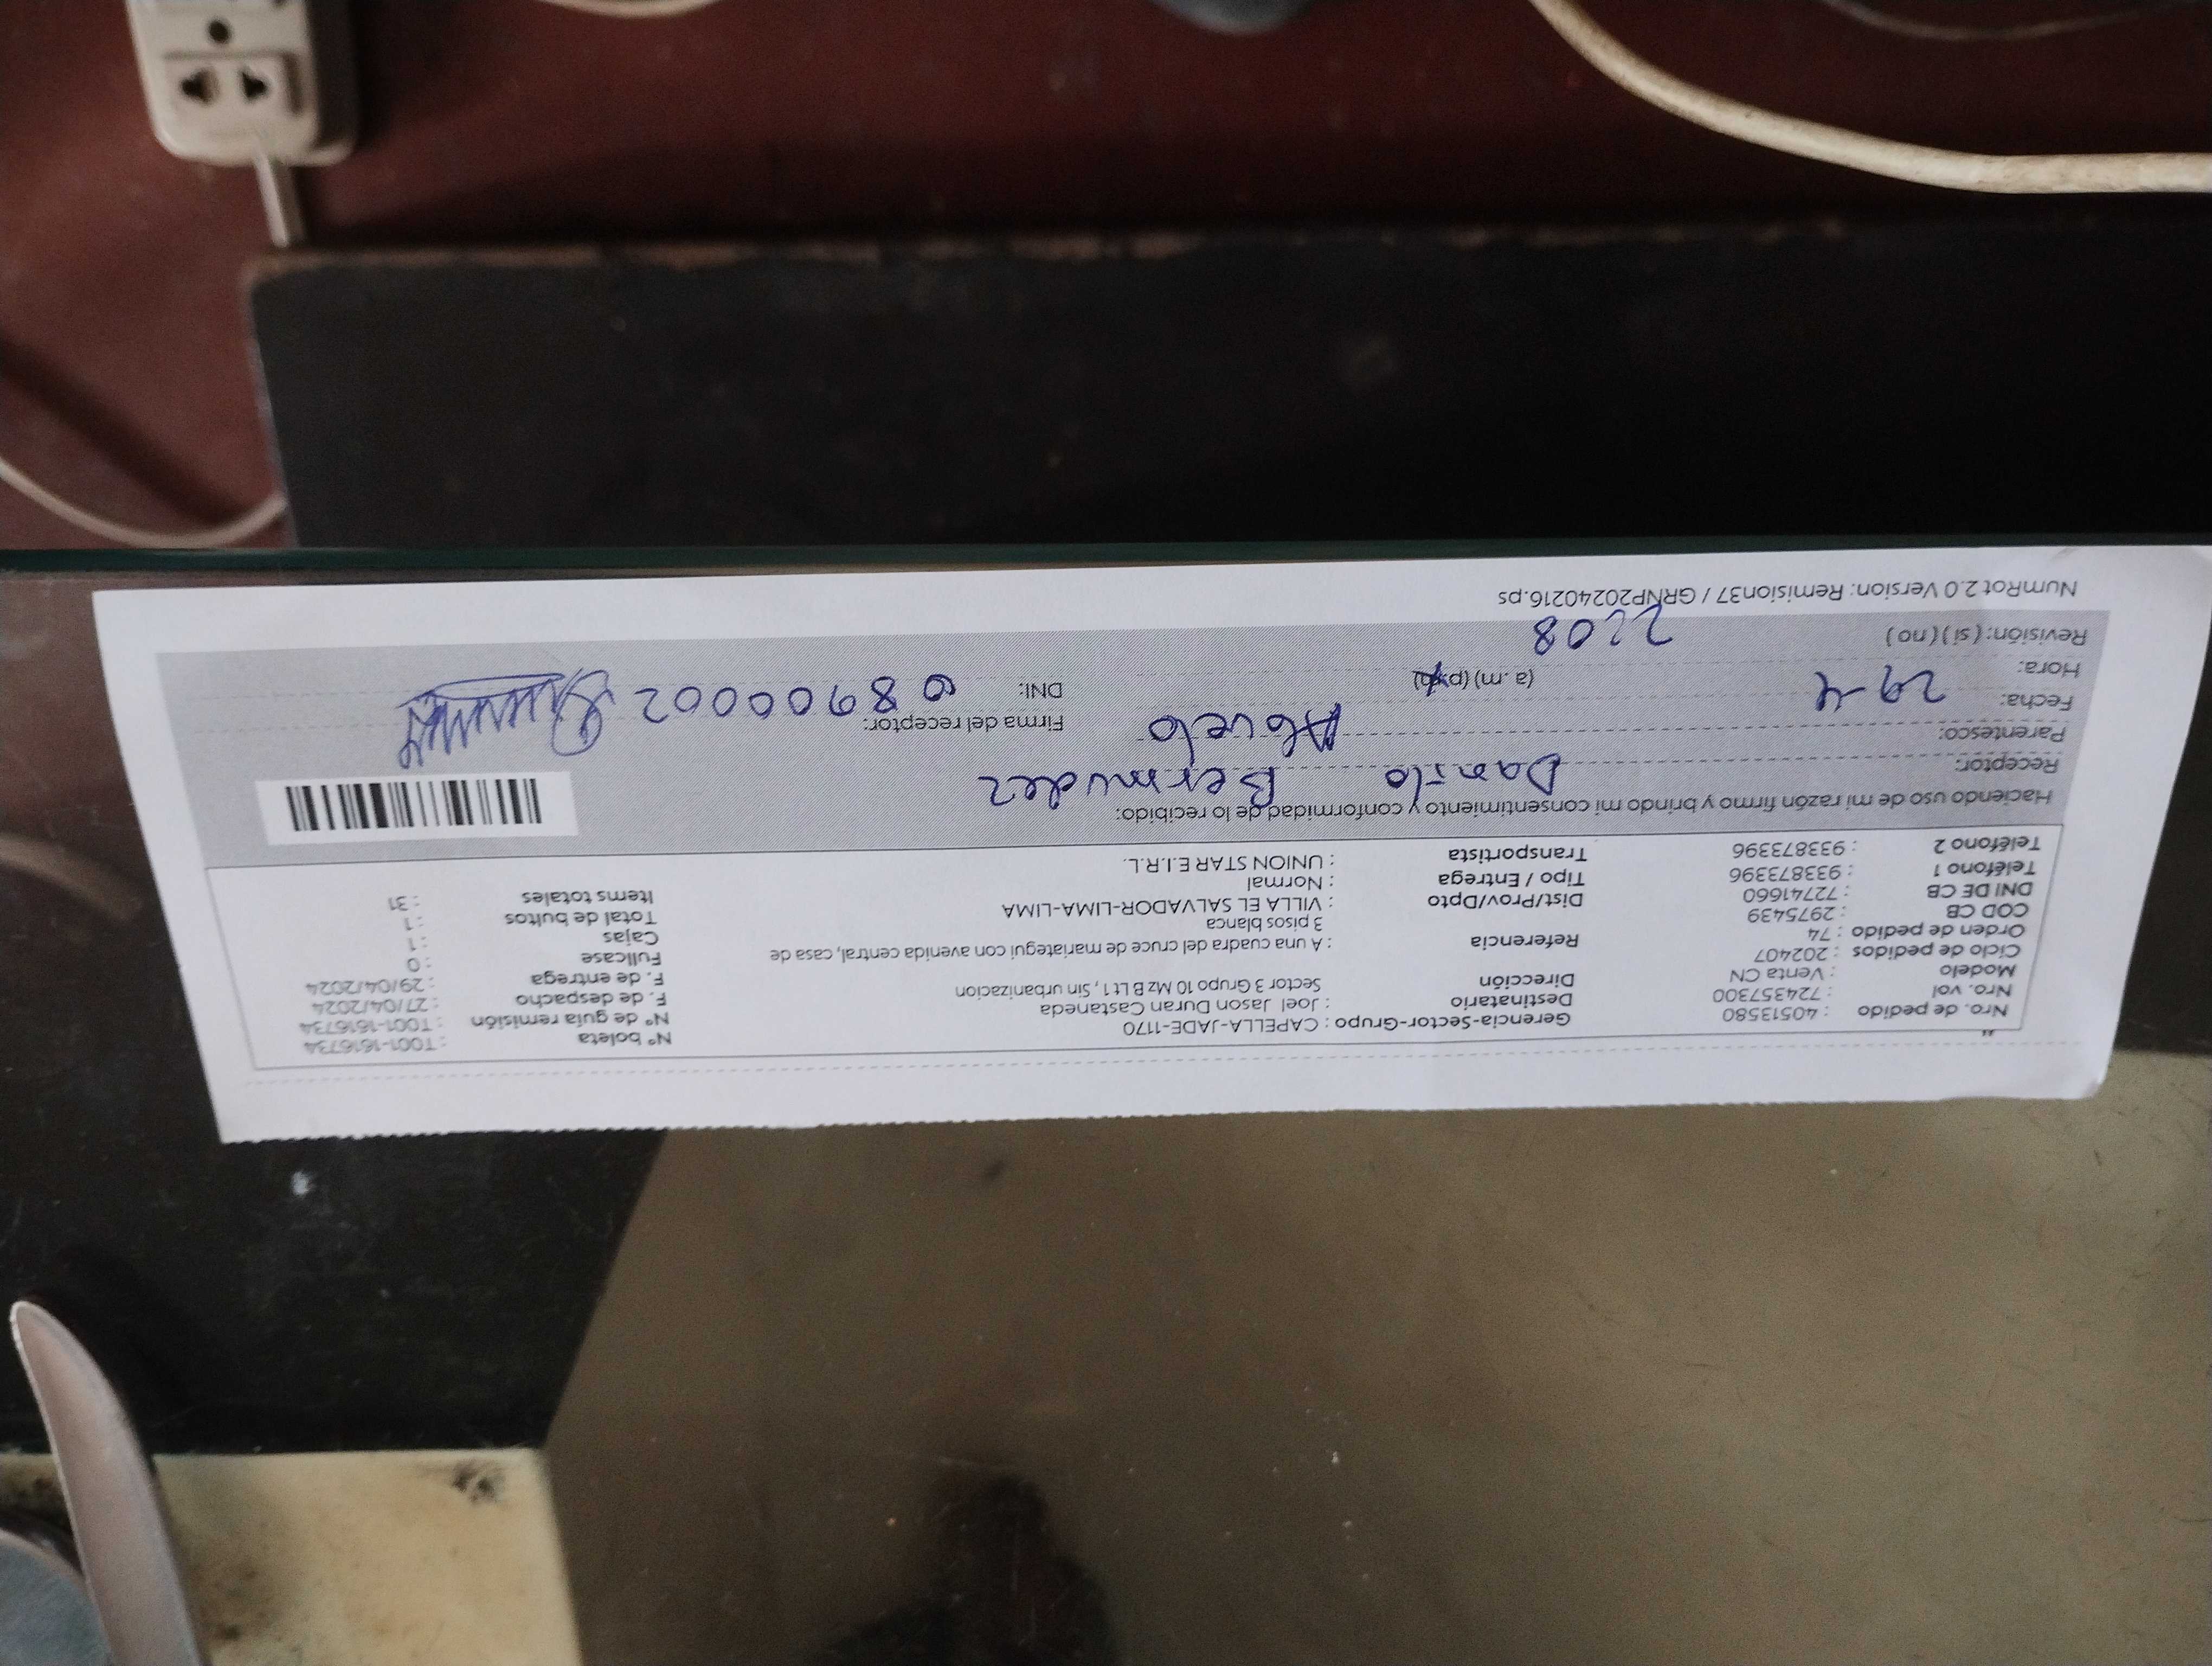 Nro. de pedido : 40513580
Nro. vol : 724357300
Modelo : Venta CN
Ciclo de pedidos : 202407
Orden de pedido : 74
COD CB : 2975439
DNI DE CB : 72741660
Teléfono 1 : 933873396
Teléfono 2 : 933873396
Gerencia-Sector-Grupo : CAPELLA-JADE-1170
Destinatario : Joel Jason Duran Castaneda
Dirección Sector 3 Grupo 10 Mz B Lt 1 , Sin urbanizacion
Referencia : A una cuadra del cruce de mariategui con avenida central, casa de
3 pisos blanca
Dist/Prov/Dpto : VILLA EL SALVADOR-LIMA-LIMA
Tipo / Entrega : Normal
Transportista : UNION STAR E.I.R.L.
N° boleta : T001-1616734
N° de guía remisión : T001-1616734
F. de despacho : 27/04/2024
F. de entrega : 29/04/2024
Fullcase : 0
Cajas : 1
Total de bultos : 1
Items totales : 31
Haciendo uso de mi razón firmo y brindo mi consentimiento y conformidad de lo recibido:
Receptor: Danilo Bermudez
Parentesco: Abuelo
Fecha: 29-4
Hora: (a. m) (p.m)
Revisión: ( sí ) ( no ) 2208
Firma del receptor:
DNI: 08900002
NumRot 2.0 Version: Remision37 / GRNP20240216.ps